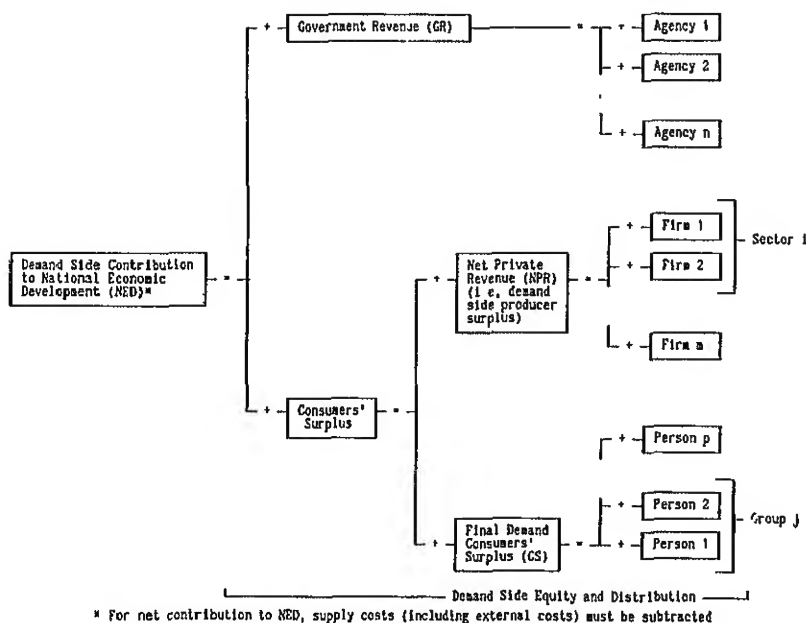 + Government Revenue (GR) * + Agency 1
+ Agency 2
+ Agency n
Demand Side Contribution
to National Economic
Development (NED)*
*
+ Net Private
Revenue (NPR)
(i e, demand
side producer
surplus)
*
+ Firm 1
+ Firm 2
Sector i
+ Firm m
+ Consumers'
Surplus
*
+ Person p
+ Final Demand
Consumers'
Surplus (CS)
*
+ Person 2
+ Person 1
Group j
Demand Side Equity and Distribution
* For net contribution to NED, supply costs (including external costs) must be subtracted